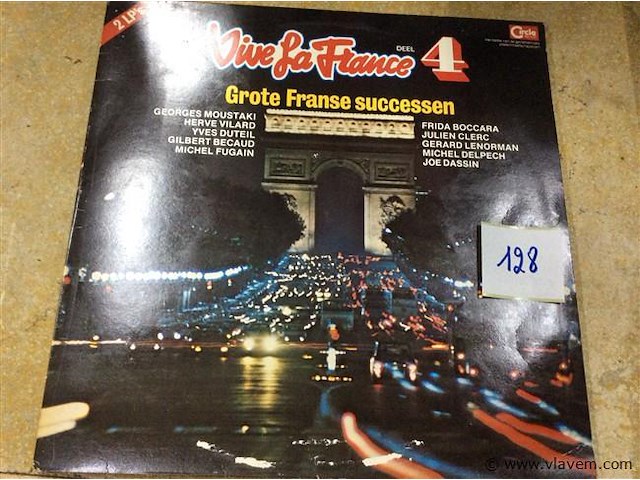 2 LP's
Vive La France
DEEL
4
Circle
Grote Franse successen
GEORGES MOUSTAKI
HERVE VILARD
YVES DUTEIL
GILBERT BECAUD
MICHEL FUGAIN
FRIDA BOCCARA
JULIEN CLERC
GERARD LENORMAN
MICHEL DELPECH
JOE DASSIN
128
© www.vlavem.com